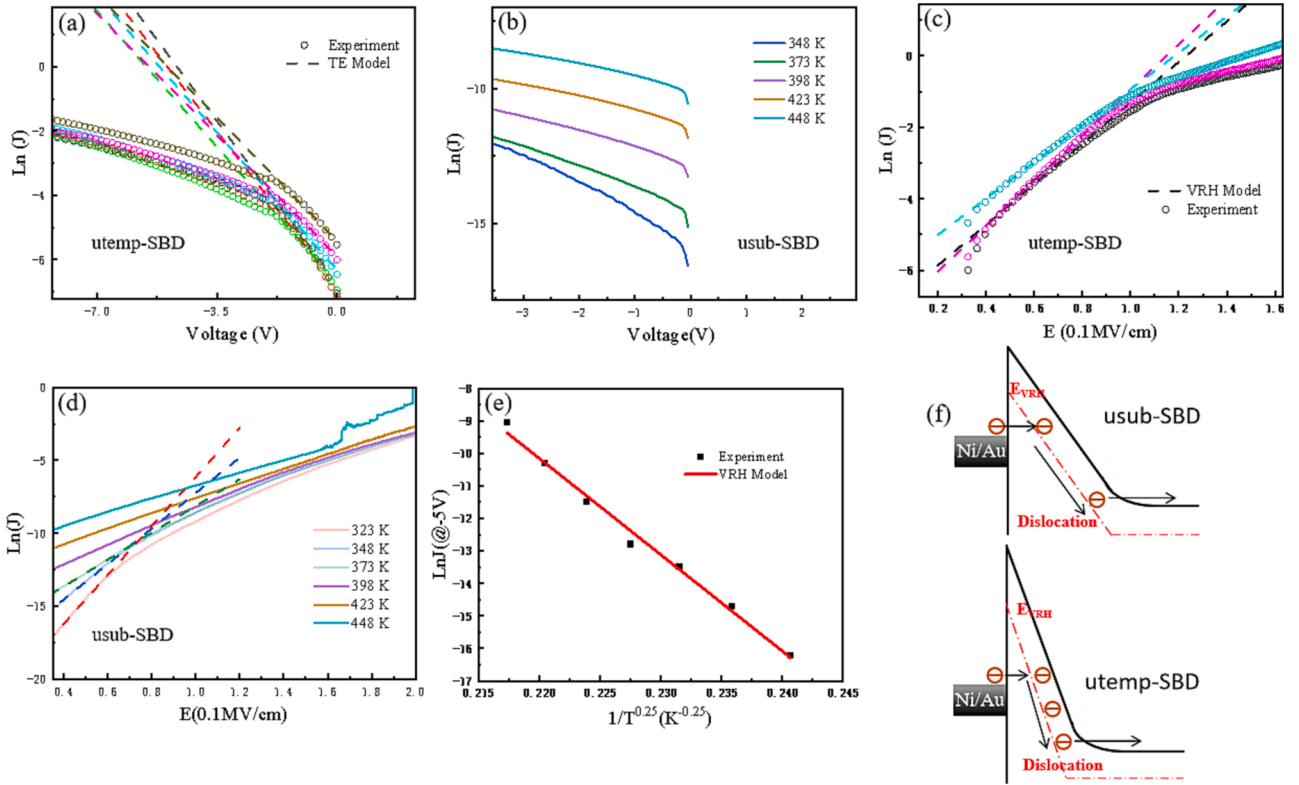 (a)
Experiment
TE Model
utemp-SBD
Ln (J)
0
-2
-4
-6
-7.0
-3.5
0.0
Voltage (V)
(b)
348 K
373 K
398 K
423 K
448 K
usub-SBD
Ln(J)
-10
-15
-3
-2
-1
0
1
2
Voltage(V)
(c)
VRH Model
Experiment
utemp-SBD
Ln (J)
0
-2
-4
-6
0.2
0.4
0.6
0.8
1.0
1.2
1.4
1.6
E (0.1MV/cm)
(d)
323 K
348 K
373 K
398 K
423 K
448 K
usub-SBD
Ln(J)
0
-5
-10
-15
-20
0.4
0.6
0.8
1.0
1.2
1.4
1.6
1.8
2.0
E(0.1MV/cm)
(e)
Experiment
VRH Model
LnJ(@-5V)
-8
-9
-10
-11
-12
-13
-14
-15
-16
-17
0.215
0.220
0.225
0.230
0.235
0.240
0.245
1/T^0.25(K^-0.25)
(f)
E_VRH
usub-SBD
Ni/Au
Dislocation
E_VRH
utemp-SBD
Ni/Au
Dislocation